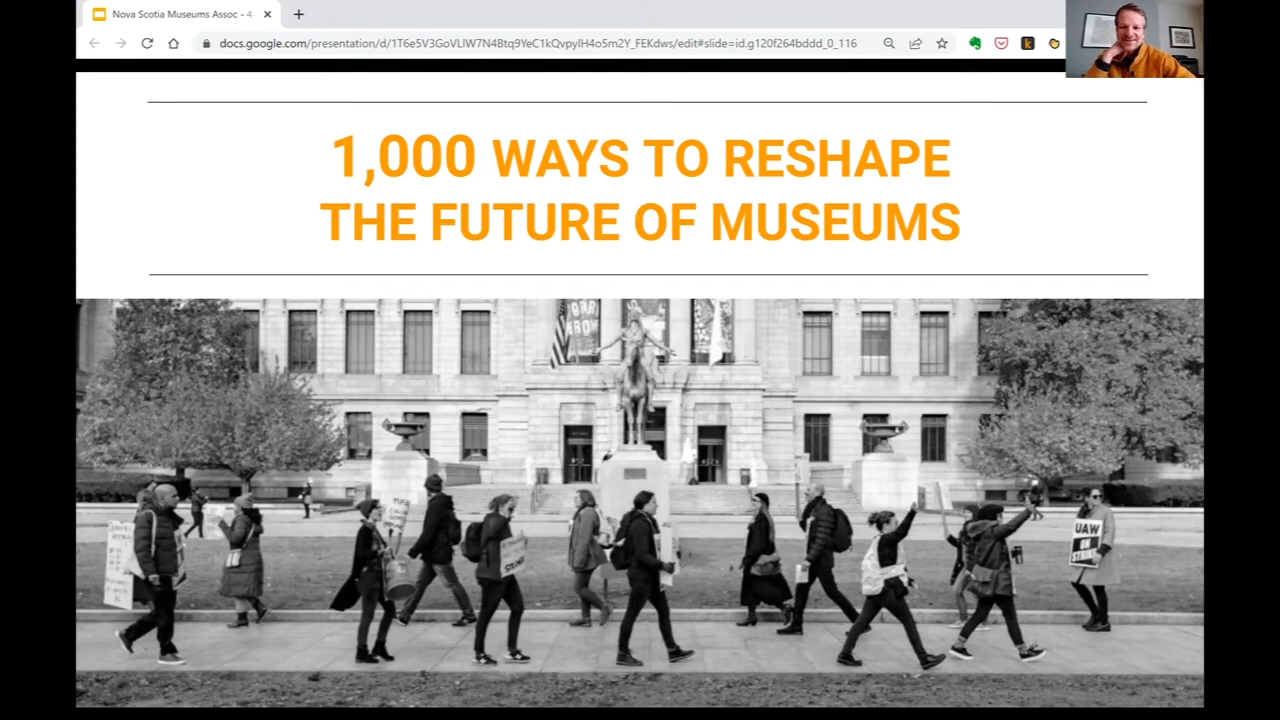 Nova Scotia Museums Assoc - 4
docs.google.com/presentation/d/1T6e5V3GoVLlW7N4Btq9YeC1kQvpylH4o5m2Y_FEKdws/edit#slide=id.g120f264bddd_0_116
1,000 WAYS TO RESHAPE
THE FUTURE OF MUSEUMS
UAW
ON
STRIKE